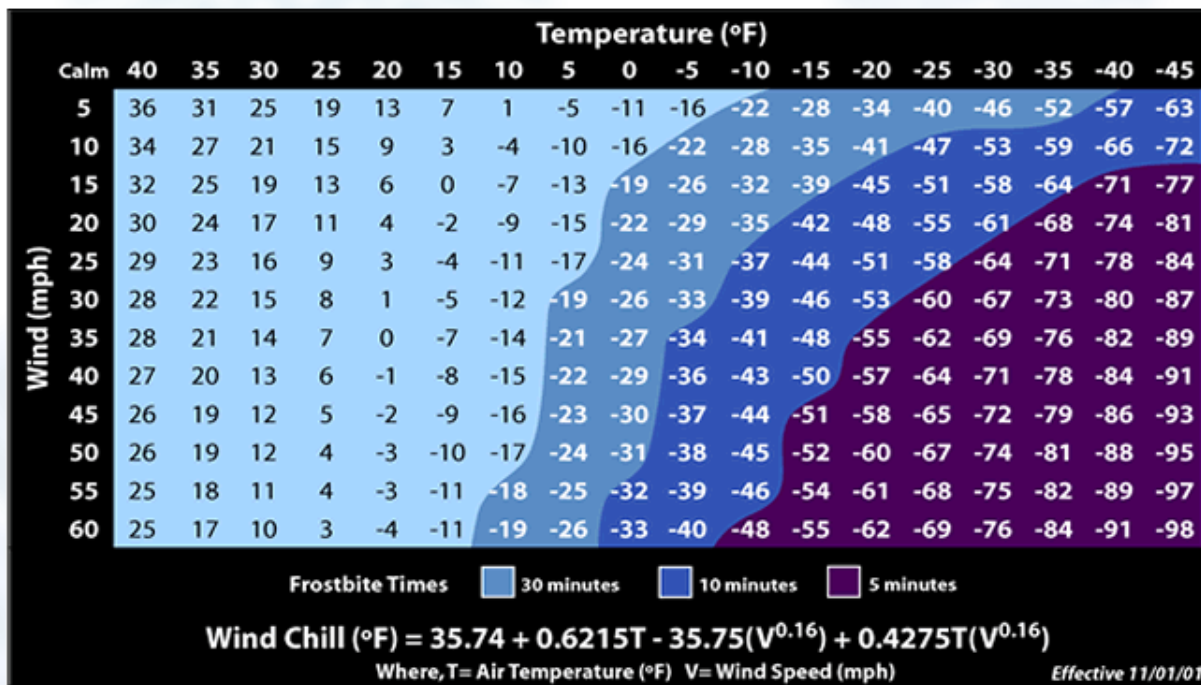 Temperature (ºF)
Calm 40 35 30 25 20 15 10 5 0 -5 -10 -15 -20 -25 -30 -35 -40 -45
5 36 31 25 19 13 7 1 -5 -11 -16 -22 -28 -34 -40 -46 -52 -57 -63
10 34 27 21 15 9 3 -4 -10 -16 -22 -28 -35 -41 -47 -53 -59 -66 -72
15 32 25 19 13 6 0 -7 -13 -19 -26 -32 -39 -45 -51 -58 -64 -71 -77
20 30 24 17 11 4 -2 -9 -15 -22 -29 -35 -42 -48 -55 -61 -68 -74 -81
Wind (mph)
25 29 23 16 9 3 -4 -11 -17 -24 -31 -37 -44 -51 -58 -64 -71 -78 -84
30 28 22 15 8 1 -5 -12 -19 -26 -33 -39 -46 -53 -60 -67 -73 -80 -87
35 28 21 14 7 0 -7 -14 -21 -27 -34 -41 -48 -55 -62 -69 -76 -82 -89
40 27 20 13 6 -1 -8 -15 -22 -29 -36 -43 -50 -57 -64 -71 -78 -84 -91
45 26 19 12 5 -2 -9 -16 -23 -30 -37 -44 -51 -58 -65 -72 -79 -86 -93
50 26 19 12 4 -3 -10 -17 -24 -31 -38 -45 -52 -60 -67 -74 -81 -88 -95
55 25 18 11 4 -3 -11 -18 -25 -32 -39 -46 -54 -61 -68 -75 -82 -89 -97
60 25 17 10 3 -4 -11 -19 -26 -33 -40 -48 -55 -62 -69 -76 -84 -91 -98
Frostbite Times 30 minutes 10 minutes 5 minutes
Wind Chill (ºF) = 35.74 + 0.6215T - 35.75(V^0.16) + 0.4275T(V^0.16)
Where, T= Air Temperature (ºF) V= Wind Speed (mph) Effective 11/01/01